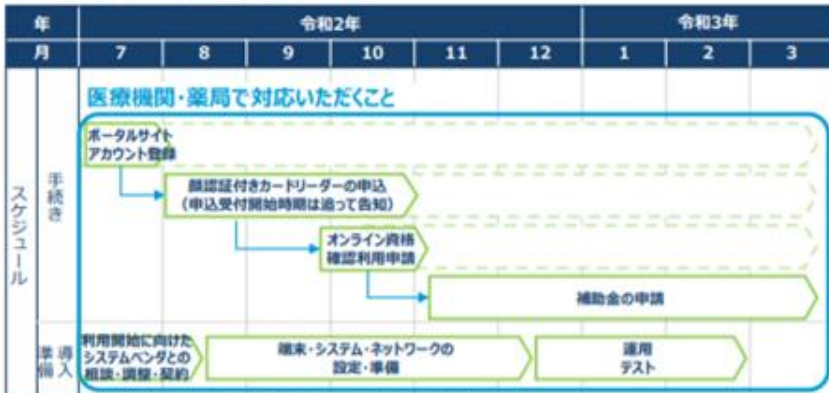 年 令和2年 令和3年
月 7 8 9 10 11 12 1 2 3
医療機関・薬局で対応いただくこと
スケジュール
手続き
ポータルサイト
アカウント登録
顔認証付きカードリーダーの申込
（申込受付開始時期は追って告知）
オンライン資格
確認利用申請
補助金の申請
導入
準備
利用開始に向けた
システムベンダとの
相談・調整・契約
端末・システム・ネットワークの
設定・準備
運用
テスト